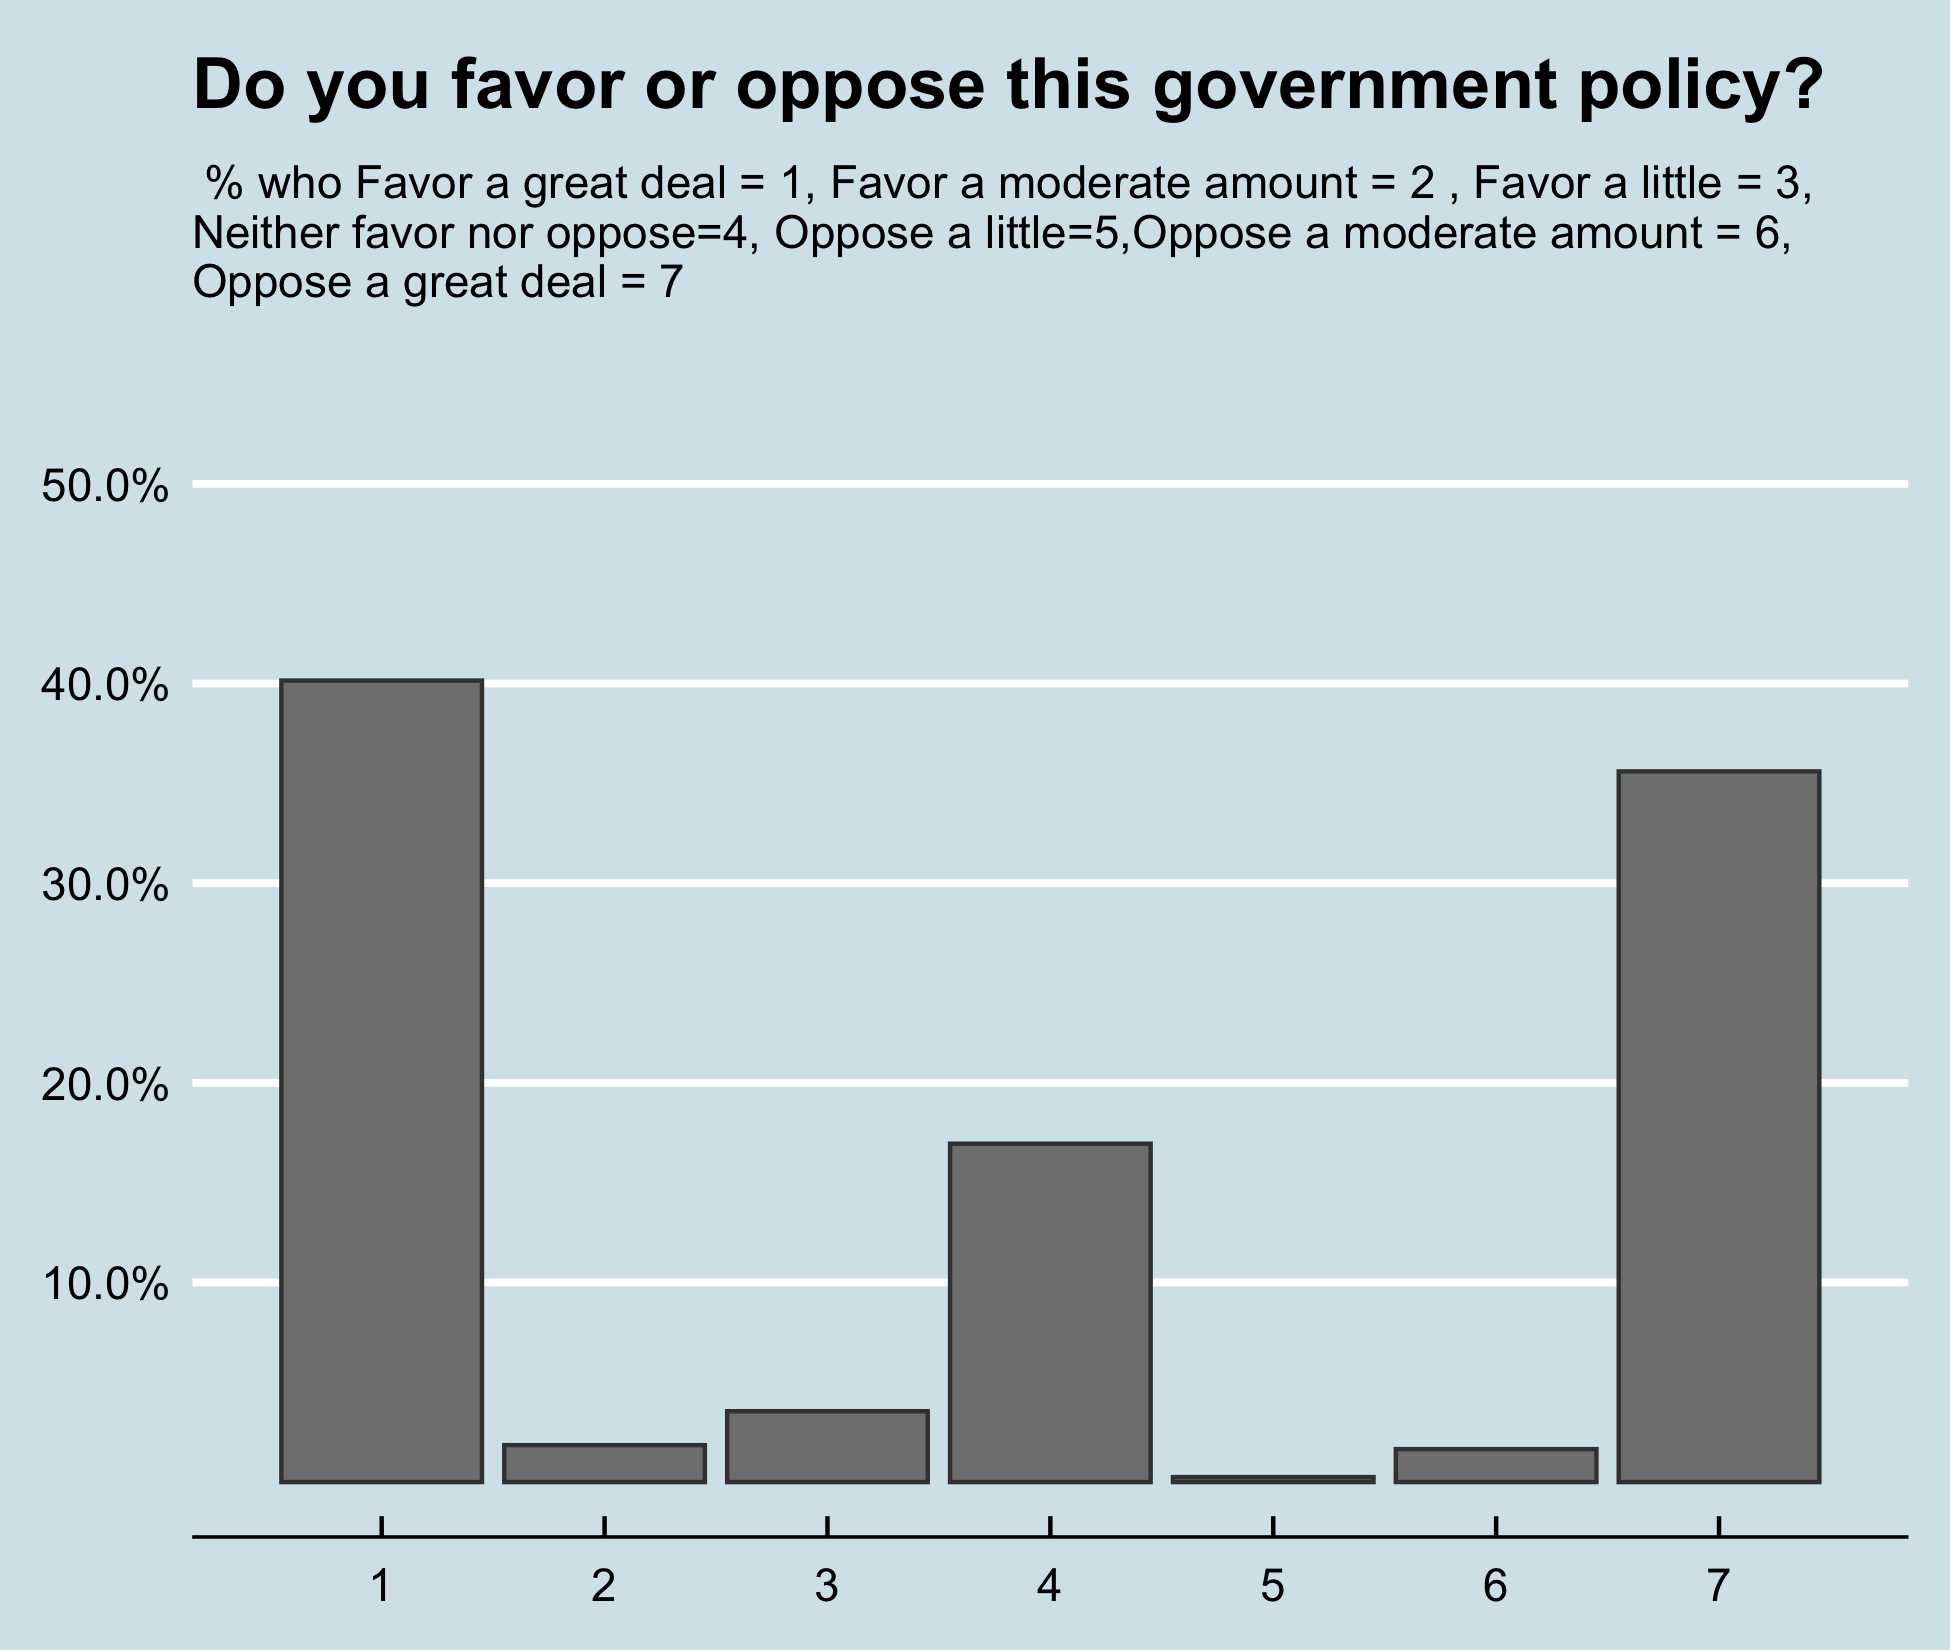 Do you favor or oppose this government policy?
% who Favor a great deal = 1, Favor a moderate amount = 2 , Favor a little = 3,
Neither favor nor oppose=4, Oppose a little=5,Oppose a moderate amount = 6,
Oppose a great deal = 7
50.0%
40.0%
30.0%
20.0%
10.0%
1 2 3 4 5 6 7